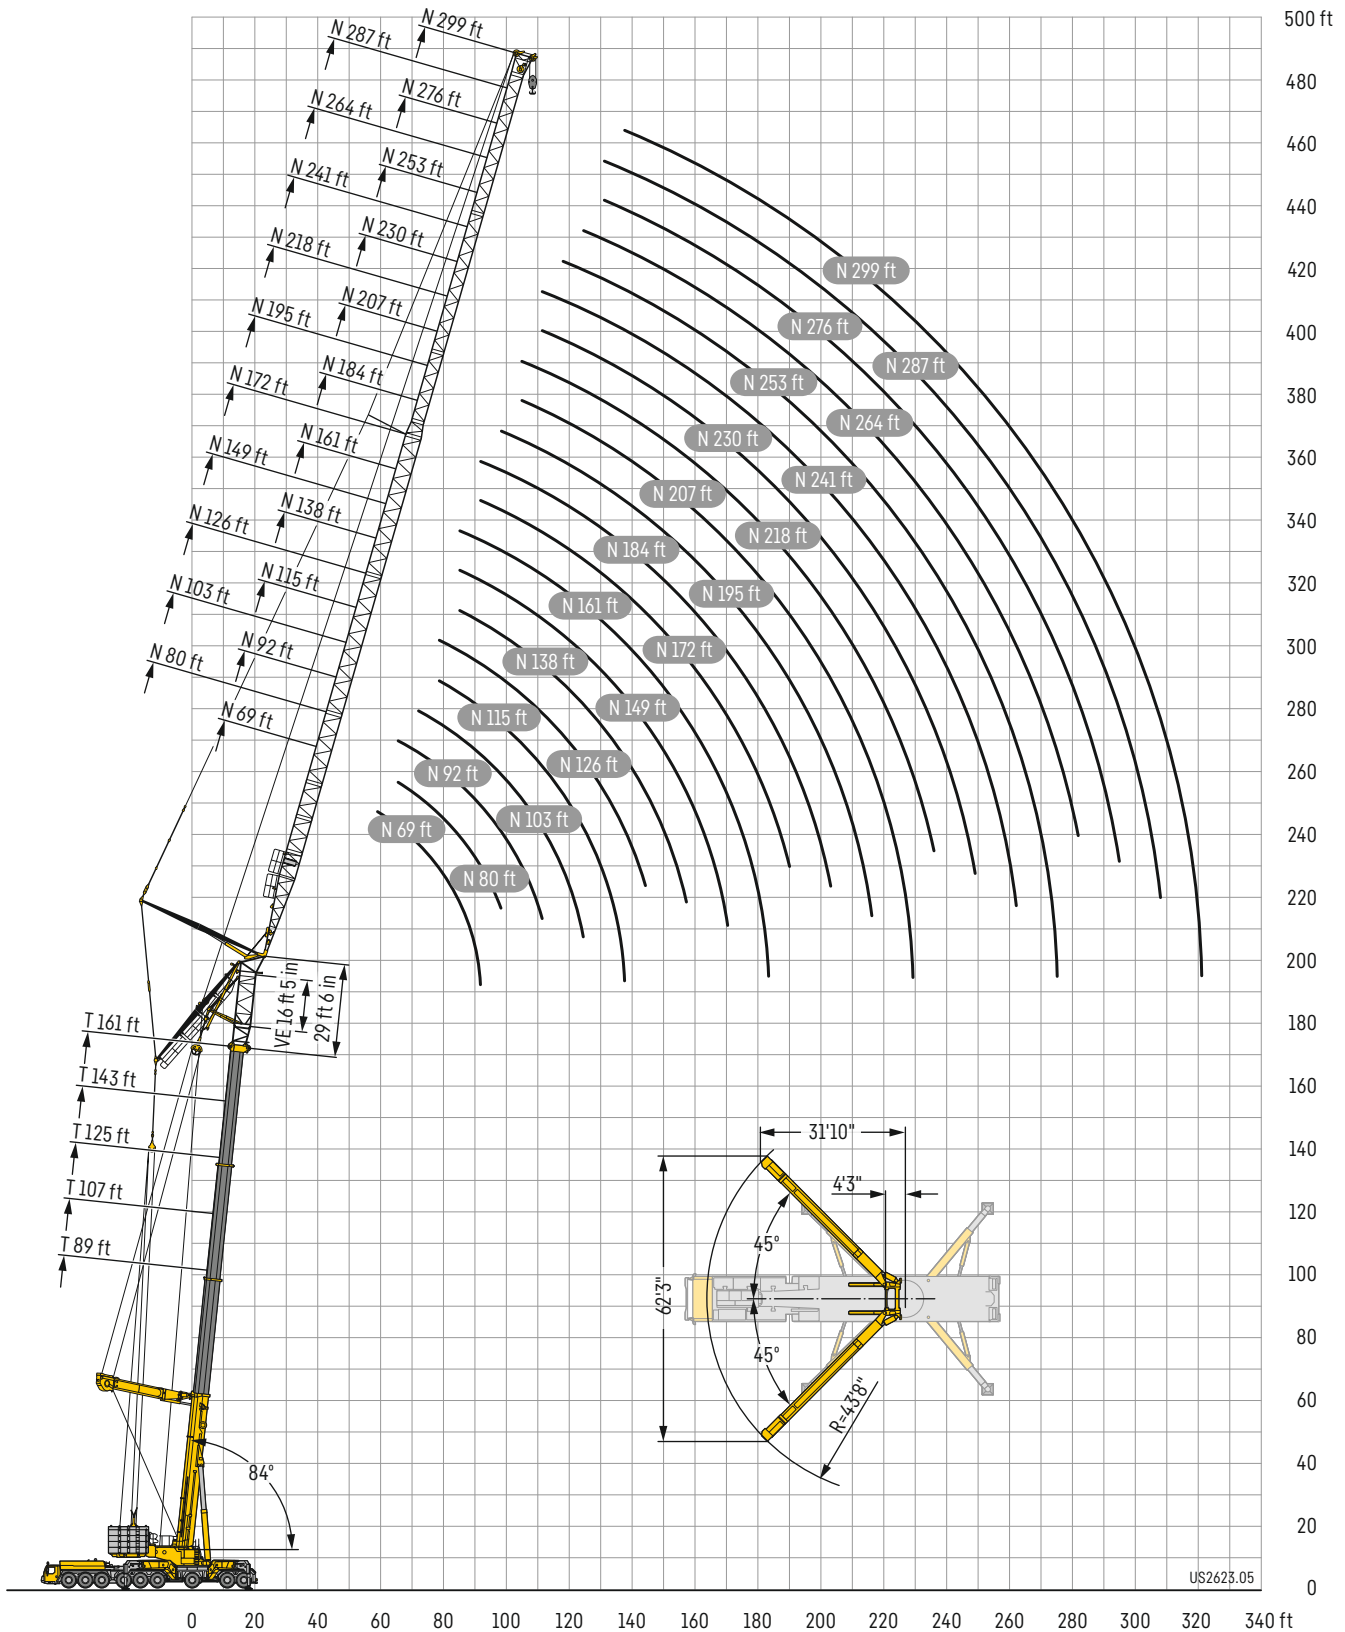 500 ft
480
460
440
420
400
380
360
340
320
300
280
260
240
220
200
180
160
140
120
100
80
60
40
20
0
N 299 ft
N 287 ft
N 276 ft
N 264 ft
N 253 ft
N 241 ft
N 230 ft
N 218 ft
N 207 ft
N 195 ft
N 184 ft
N 172 ft
N 161 ft
N 149 ft
N 138 ft
N 126 ft
N 115 ft
N 103 ft
N 92 ft
N 80 ft
N 69 ft
N 299 ft
N 276 ft
N 287 ft
N 253 ft
N 264 ft
N 230 ft
N 241 ft
N 207 ft
N 218 ft
N 184 ft
N 195 ft
N 161 ft
N 172 ft
N 138 ft
N 149 ft
N 115 ft
N 126 ft
N 92 ft
N 103 ft
N 69 ft
N 80 ft
VE 16 ft 5 in
29 ft 6 in
T 161 ft
T 143 ft
T 125 ft
T 107 ft
T 89 ft
84°
31'10"
4'3"
45°
62'3"
45°
R=43'8"
US2623.05
0 20 40 60 80 100 120 140 160 180 200 220 240 260 280 300 320 340 ft